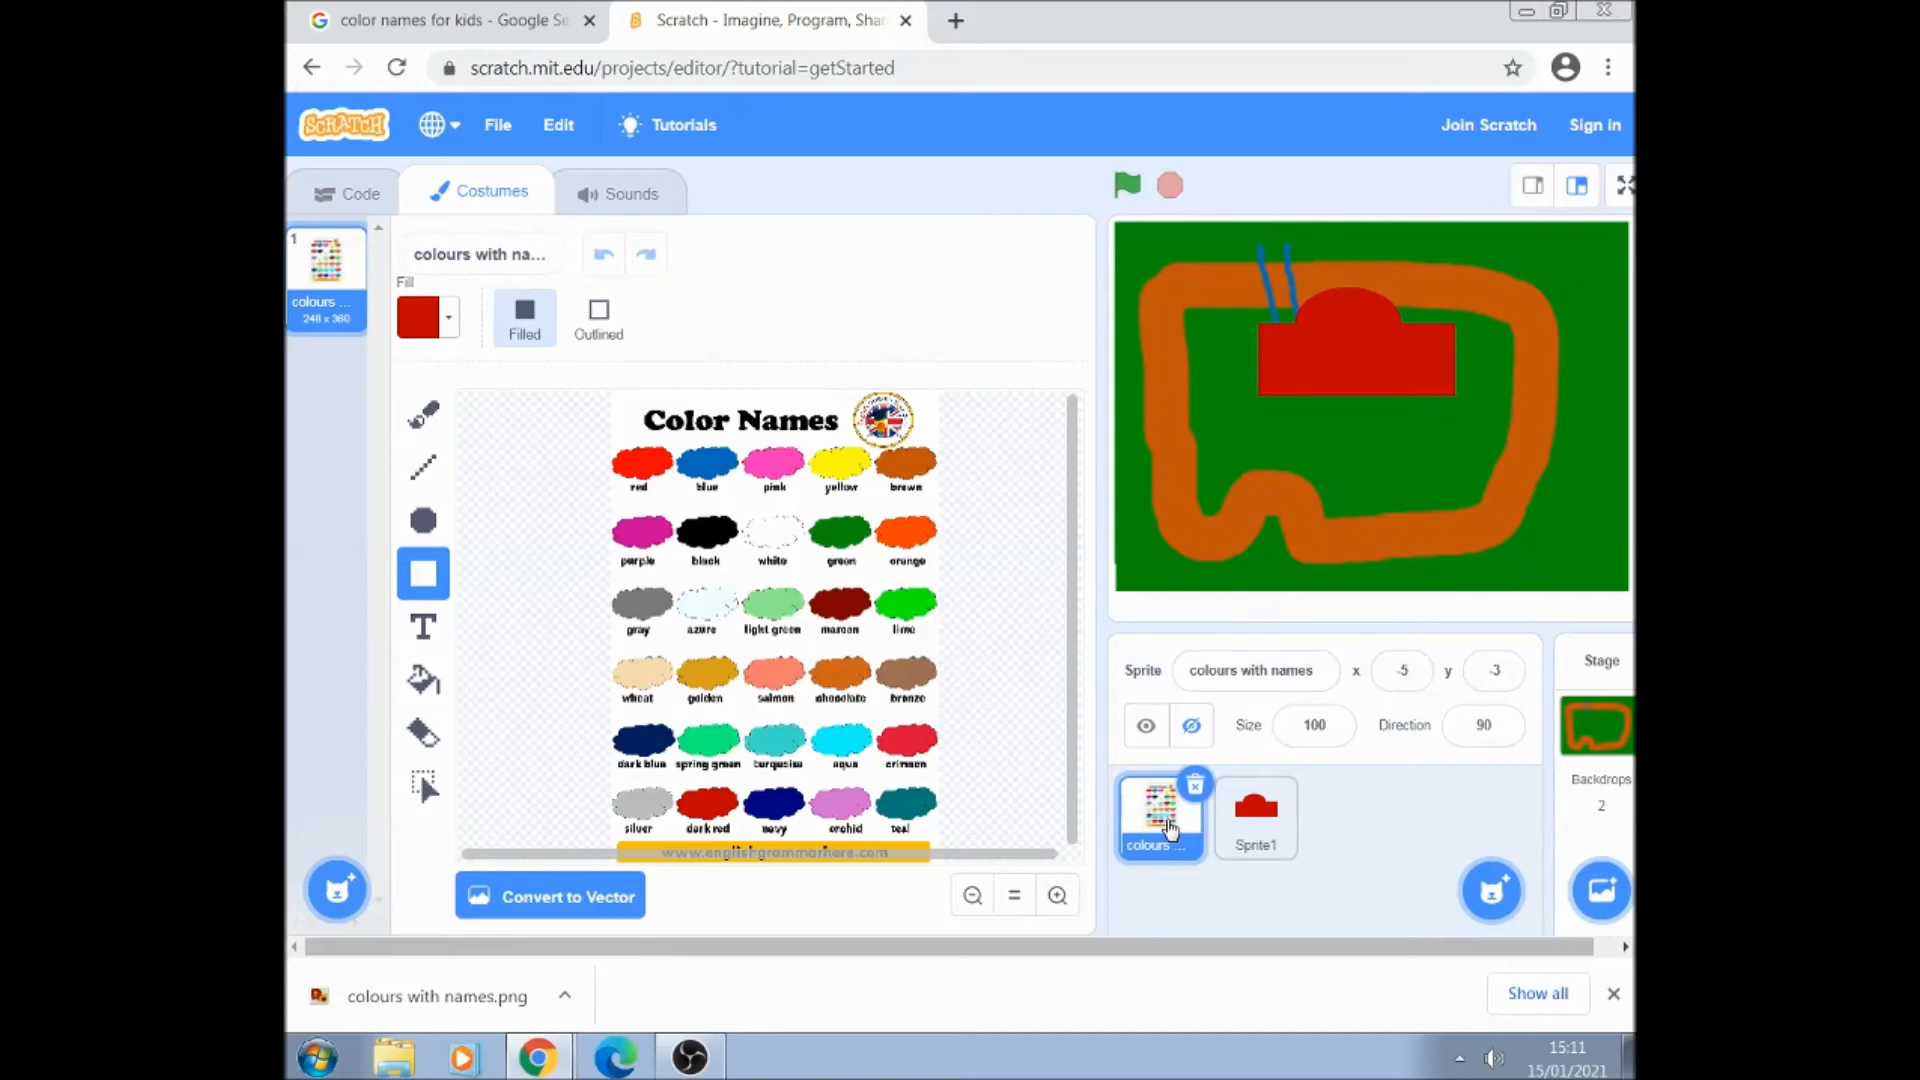 color names for kids - Google Se
Scratch - Imagine, Program, Shar
scratch.mit.edu/projects/editor/?tutorial=getStarted
SCRATCH
File
Edit
Tutorials
Join Scratch
Sign in
Code
Costumes
Sounds
1
colours with na...
colours ...
248 x 360
Fill
Filled
Outlined
Color Names
red blue pink yellow brown
purple black white green orange
gray azure light green maroon lime
wheat golden salmon chocolate bronze
dark blue spring green turquoise aqua crimson
silver dark red navy orchid teal
www.englishgrammarhere.com
Convert to Vector
Sprite
colours with names
x
-5
y
-3
Size
100
Direction
90
colours ...
Sprite1
Stage
Backdrops
2
colours with names.png
Show all
15:11
15/01/2021